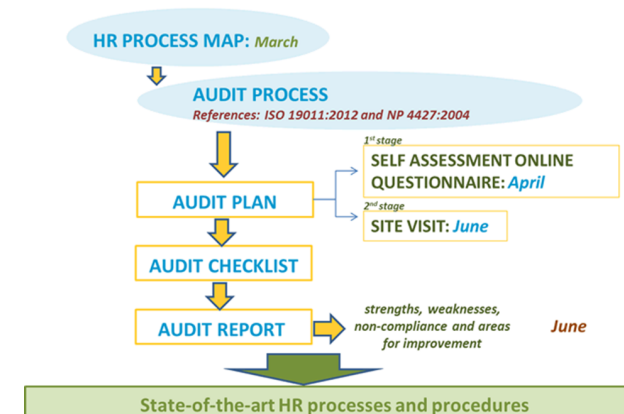 HR PROCESS MAP: March
AUDIT PROCESS
References: ISO 19011:2012 and NP 4427:2004
1st stage
SELF ASSESSMENT ONLINE
QUESTIONNAIRE: April
AUDIT PLAN
2nd stage
SITE VISIT: June
AUDIT CHECKLIST
AUDIT REPORT
strengths, weaknesses,
non-compliance and areas
for improvement
June
State-of-the-art HR processes and procedures